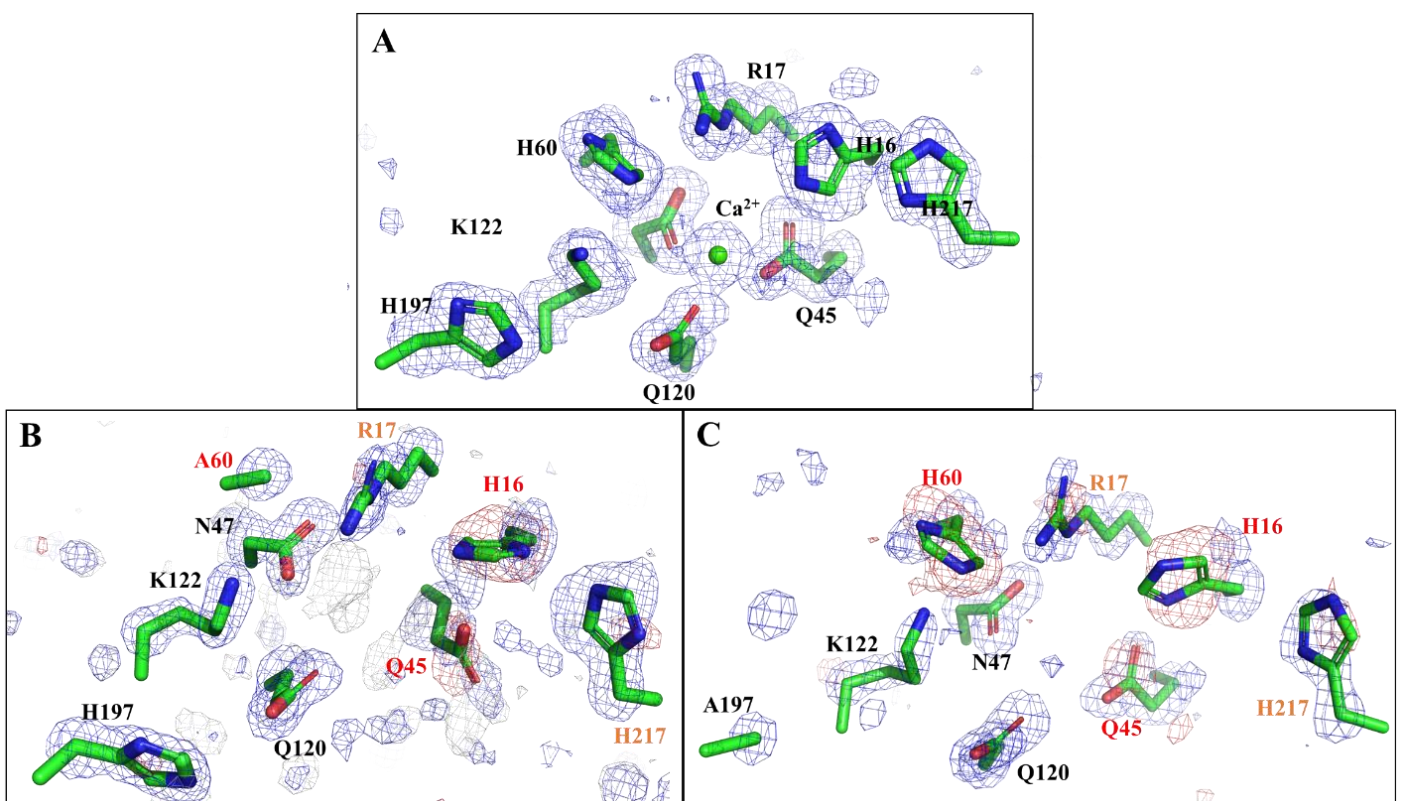 A
R17
H60
H16
Ca²⁺
H217
K122
H197
Q45
Q120
B
R17
A60
H16
N47
K122
Q45
H197
H217
Q120
C
H60
R17
H16
K122
N47
A197
Q45
H217
Q120